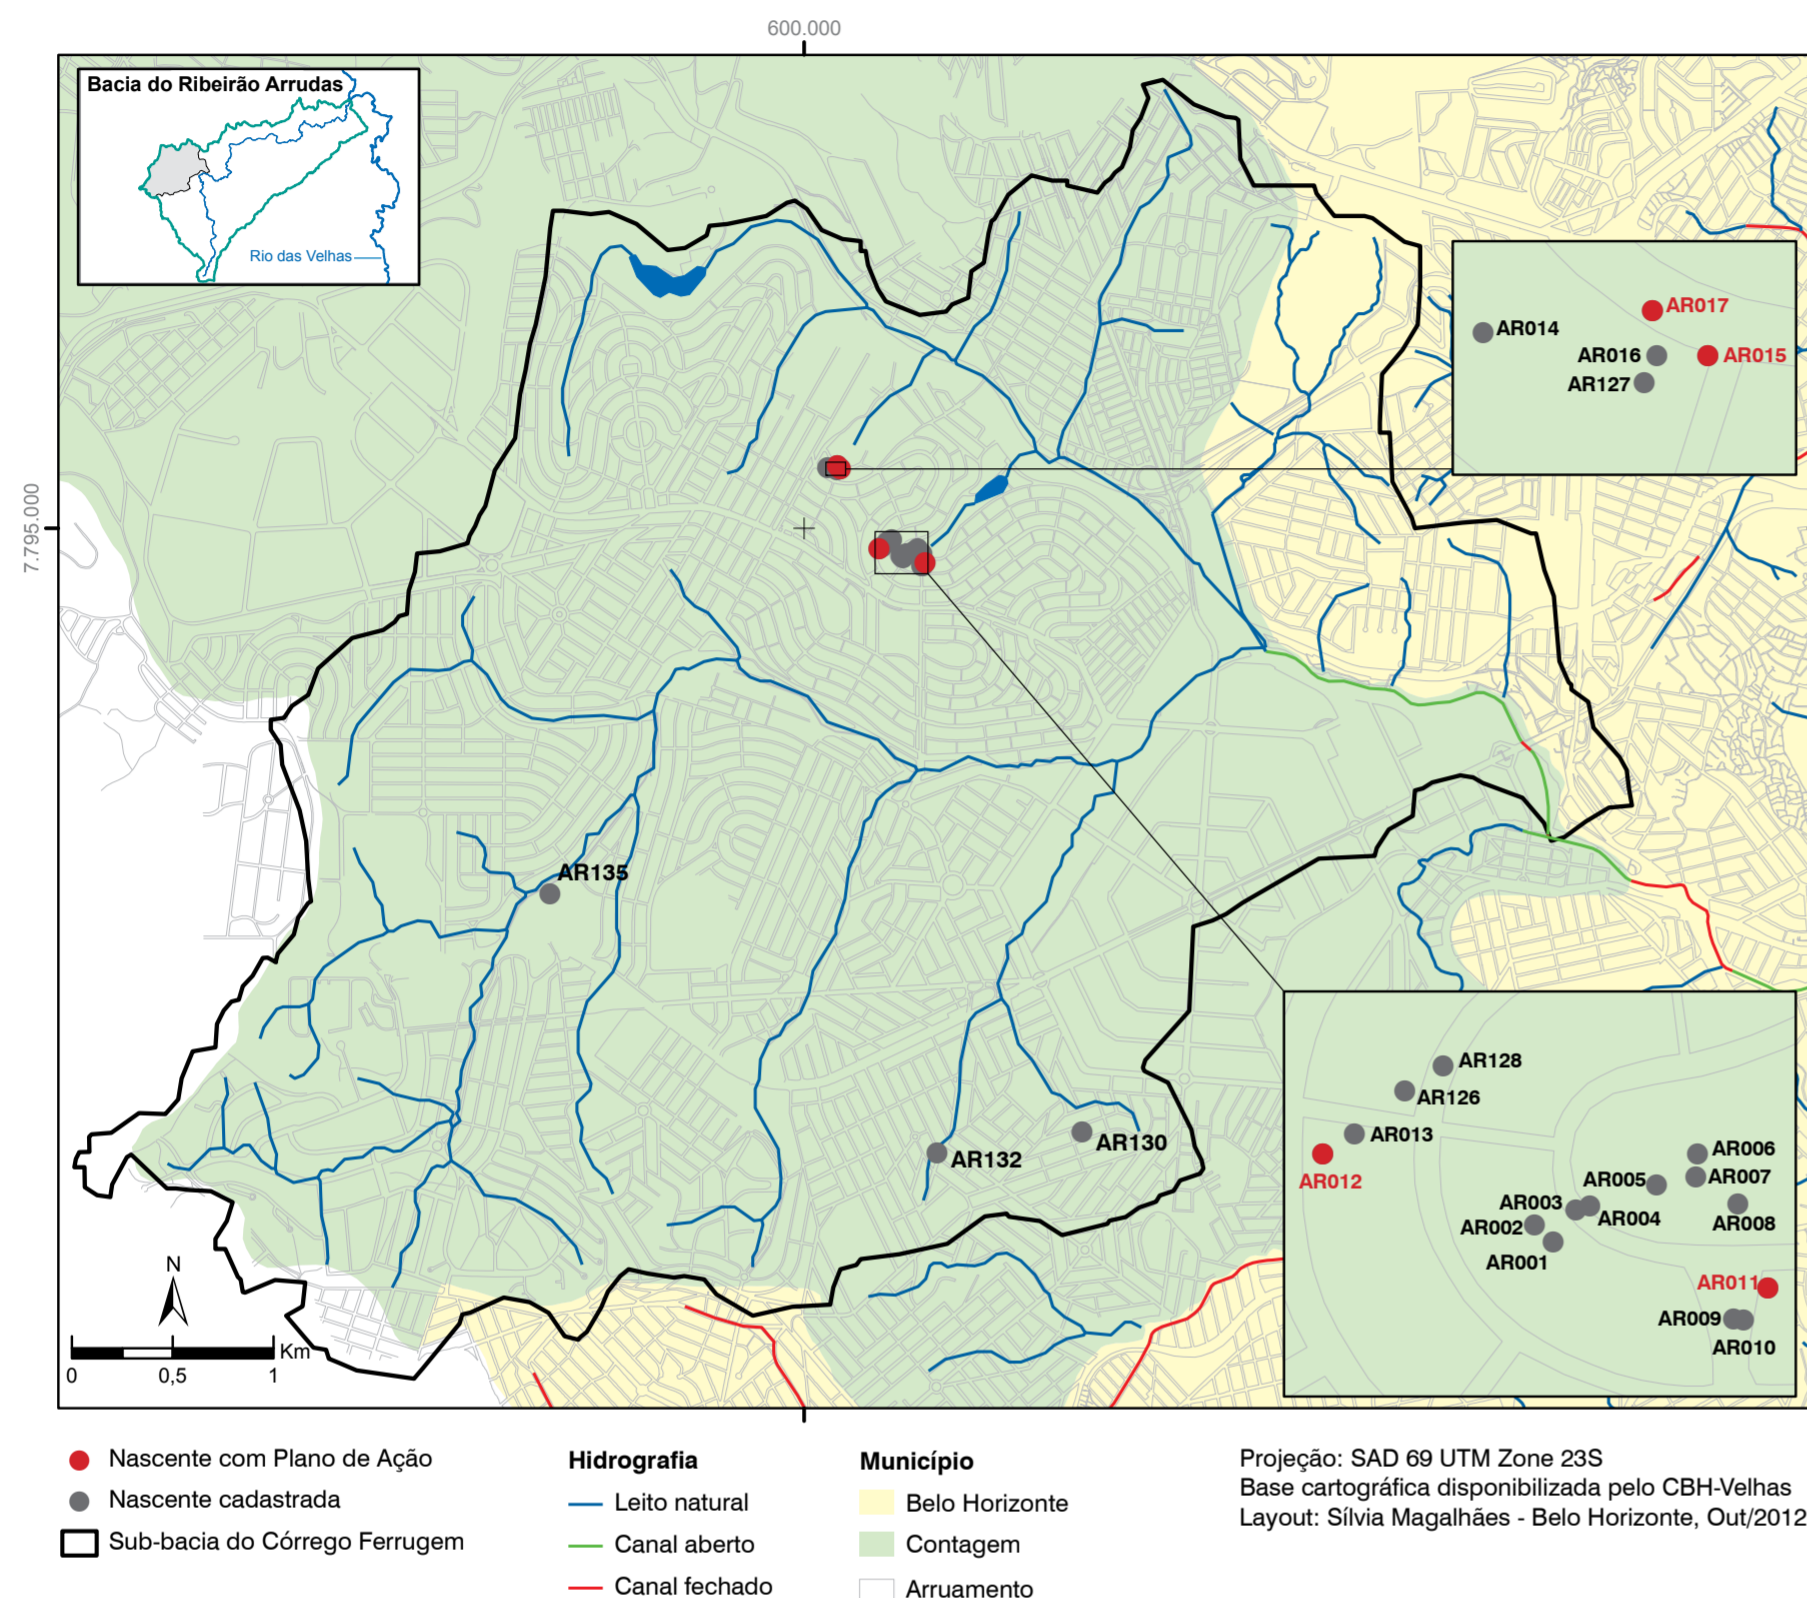 600.000
Bacia do Ribeirão Arrudas
Rio das Velhas
7.795.000
AR017
AR014
AR016
AR015
AR127
AR135
AR128
AR126
AR013
AR012
AR006
AR005
AR007
AR003
AR004
AR008
AR002
AR001
AR011
AR009
AR010
AR130
AR132
N
Km
0 0,5 1
Nascente com Plano de Ação
Nascente cadastrada
Sub-bacia do Córrego Ferrugem
Hidrografia
Leito natural
Canal aberto
Canal fechado
Município
Belo Horizonte
Contagem
Arruamento
Projeção: SAD 69 UTM Zone 23S
Base cartográfica disponibilizada pelo CBH-Velhas
Layout: Sílvia Magalhães - Belo Horizonte, Out/2012